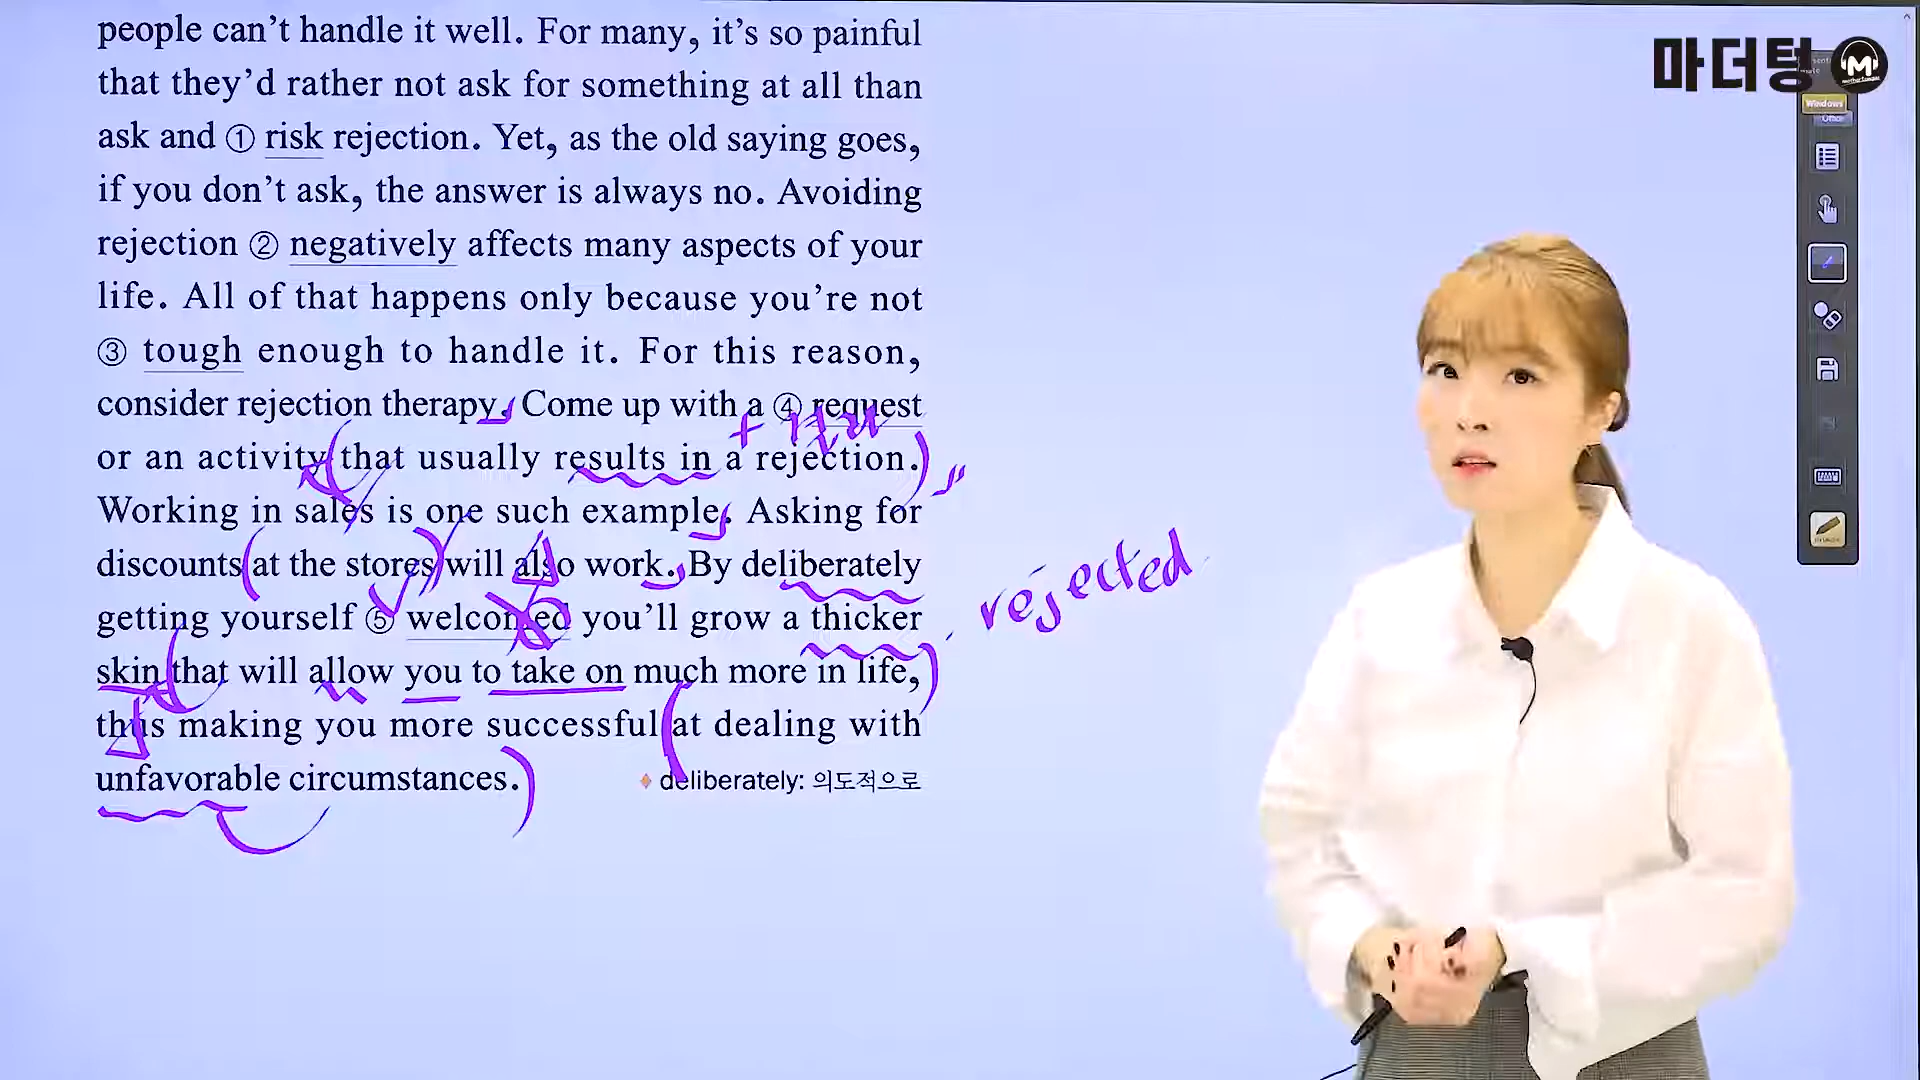 people can't handle it well. For many, it's so painful
that they'd rather not ask for something at all than
ask and ① risk rejection. Yet, as the old saying goes,
if you don't ask, the answer is always no. Avoiding
rejection ② negatively affects many aspects of your
life. All of that happens only because you're not
③ tough enough to handle it. For this reason,
consider rejection therapy. Come up with a ④ request
or an activity that usually results in a rejection.
Working in sales is one such example. Asking for
discounts at the stores will also work. By deliberately
getting yourself ⑤ welcomed you'll grow a thicker
skin that will allow you to take on much more in life,
thus making you more successful at dealing with
unfavorable circumstances.
deliberately: 의도적으로
rejected
마더텅
M
Windows
Office